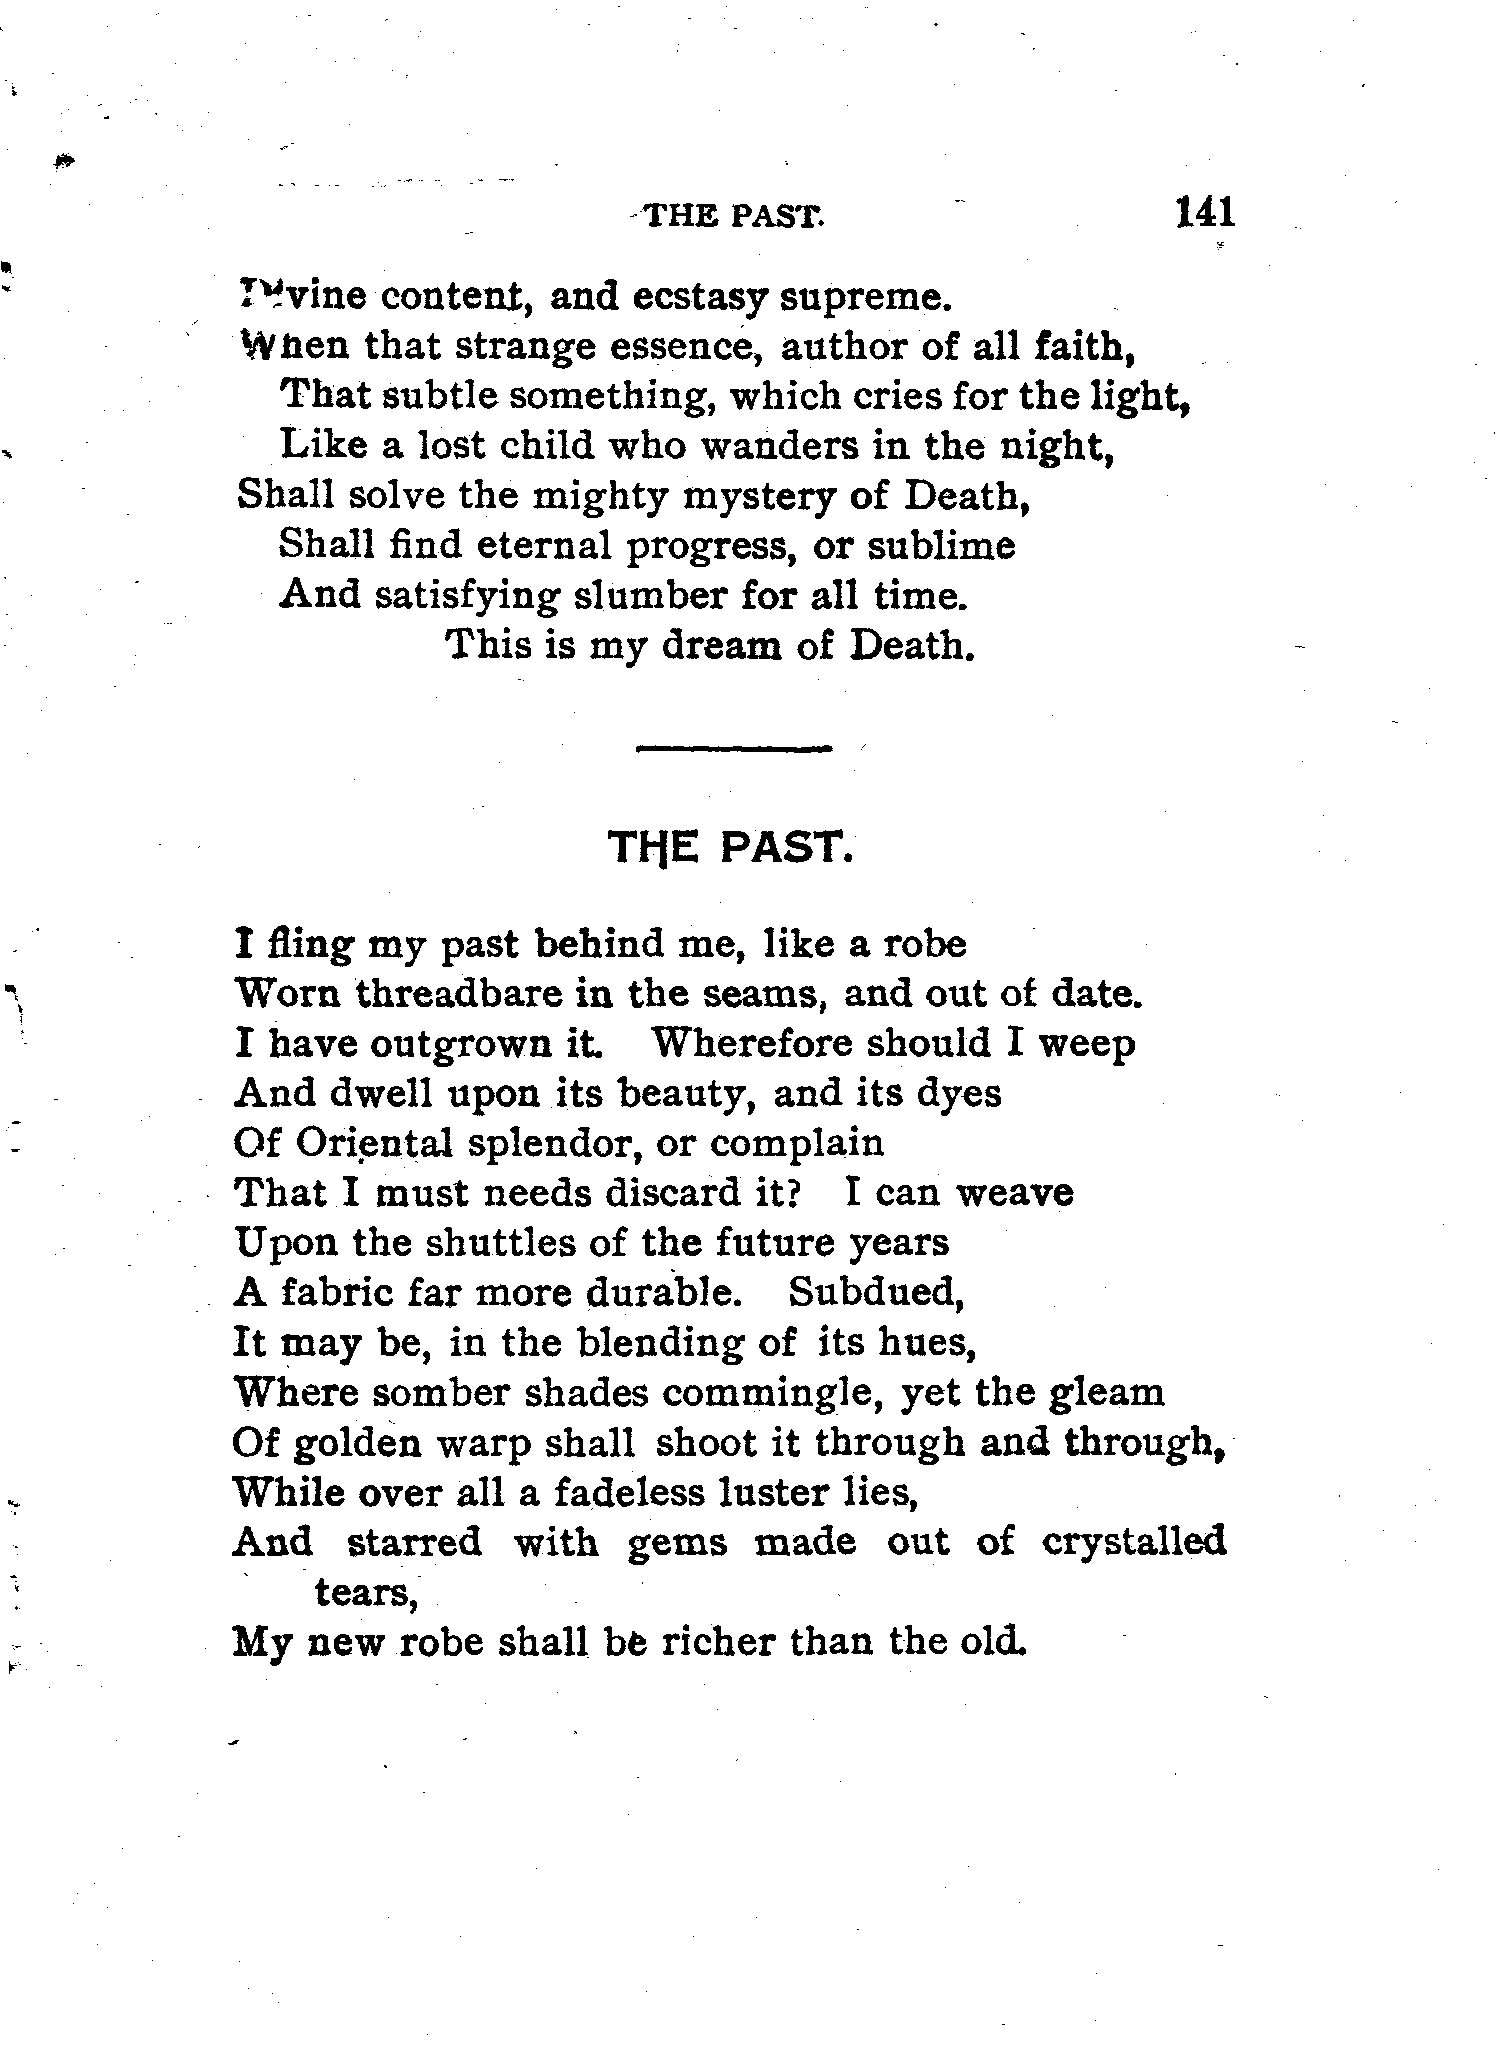 THE PAST. 141
Divine content, and ecstasy supreme.
When that strange essence, author of all faith,
That subtle something, which cries for the light,
Like a lost child who wanders in the night,
Shall solve the mighty mystery of Death,
Shall find eternal progress, or sublime
And satisfying slumber for all time.
This is my dream of Death.
THE PAST.
I fling my past behind me, like a robe
Worn threadbare in the seams, and out of date.
I have outgrown it. Wherefore should I weep
And dwell upon its beauty, and its dyes
Of Oriental splendor, or complain
That I must needs discard it? I can weave
Upon the shuttles of the future years
A fabric far more durable. Subdued,
It may be, in the blending of its hues,
Where somber shades commingle, yet the gleam
Of golden warp shall shoot it through and through,
While over all a fadeless luster lies,
And starred with gems made out of crystalled
tears,
My new robe shall be richer than the old.